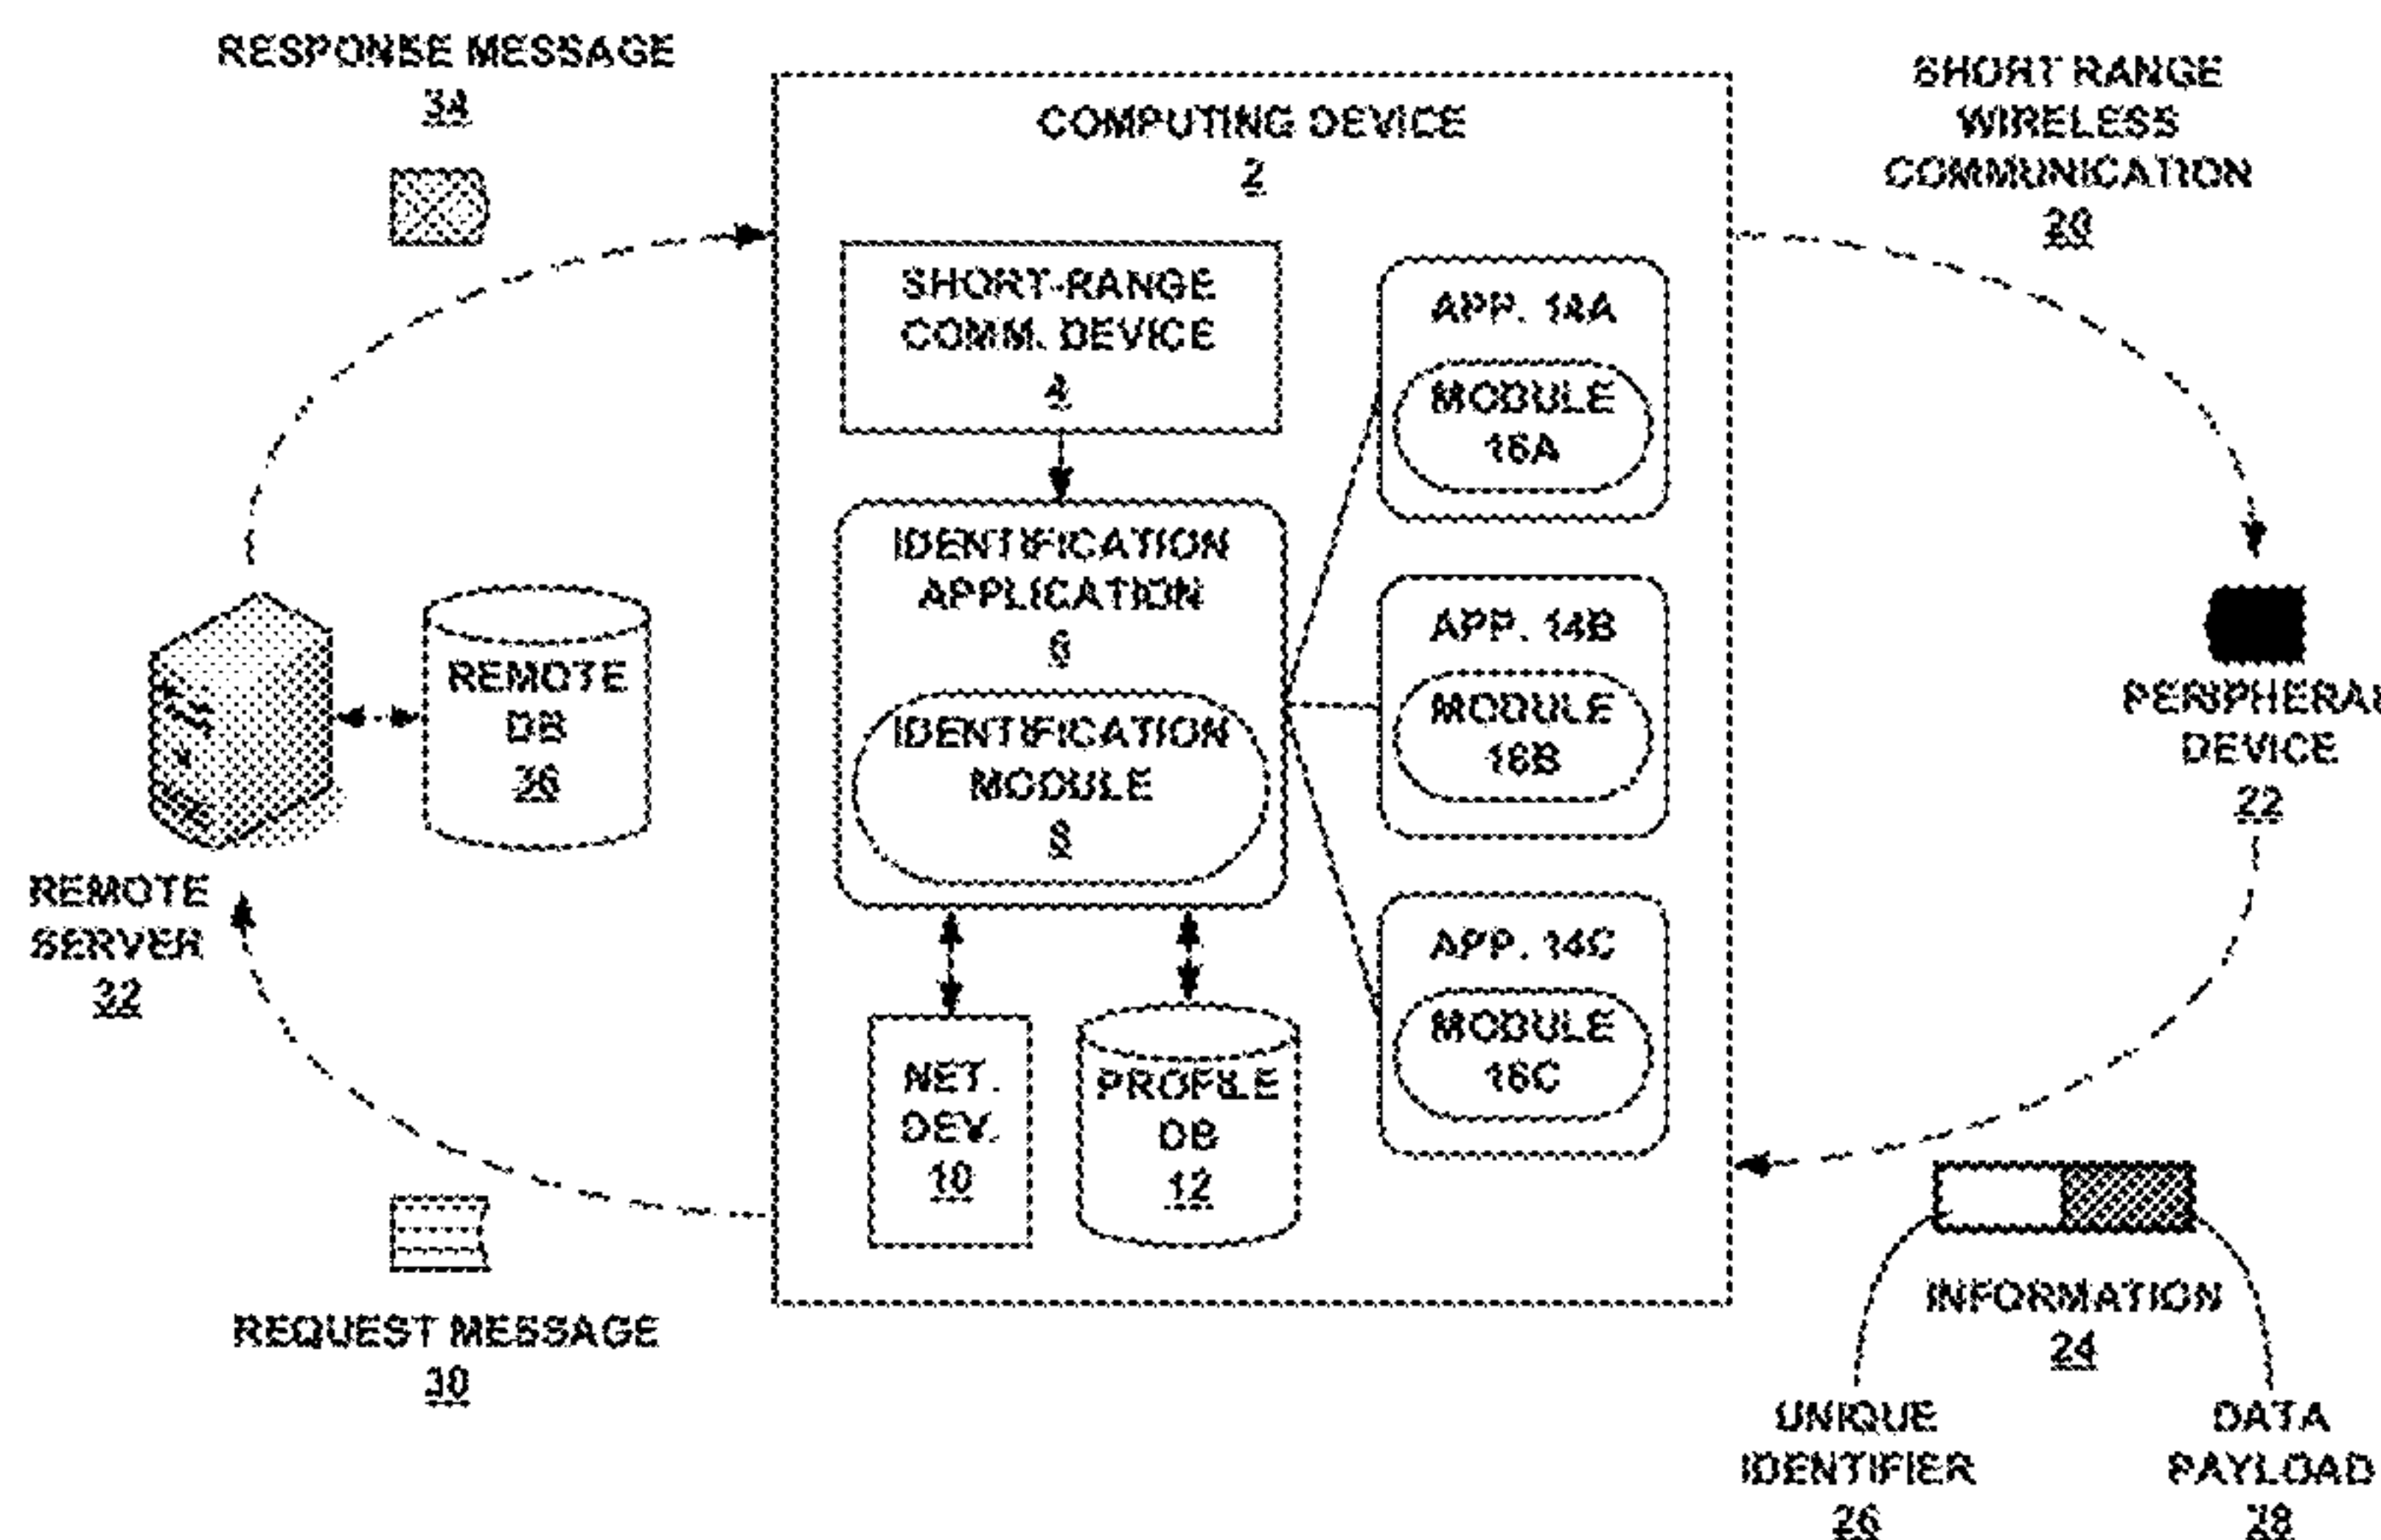 RESPONSE MESSAGE
34
COMPUTING DEVICE
2
SHORT RANGE
WIRELESS
COMMUNICATION
20
SHORT-RANGE
COMM. DEVICE
4
APP. 14A
MODULE
16A
IDENTIFICATION
APPLICATION
6
IDENTIFICATION
MODULE
8
APP. 14B
MODULE
16B
REMOTE
DB
REMOTE
SERVER
32
PERIPHERAL
DEVICE
22
APP. 14C
MODULE
16C
NET.
DEV.
10
PROFILE
DB
12
REQUEST MESSAGE
30
INFORMATION
24
UNIQUE
IDENTIFIER
26
DATA
PAYLOAD
28